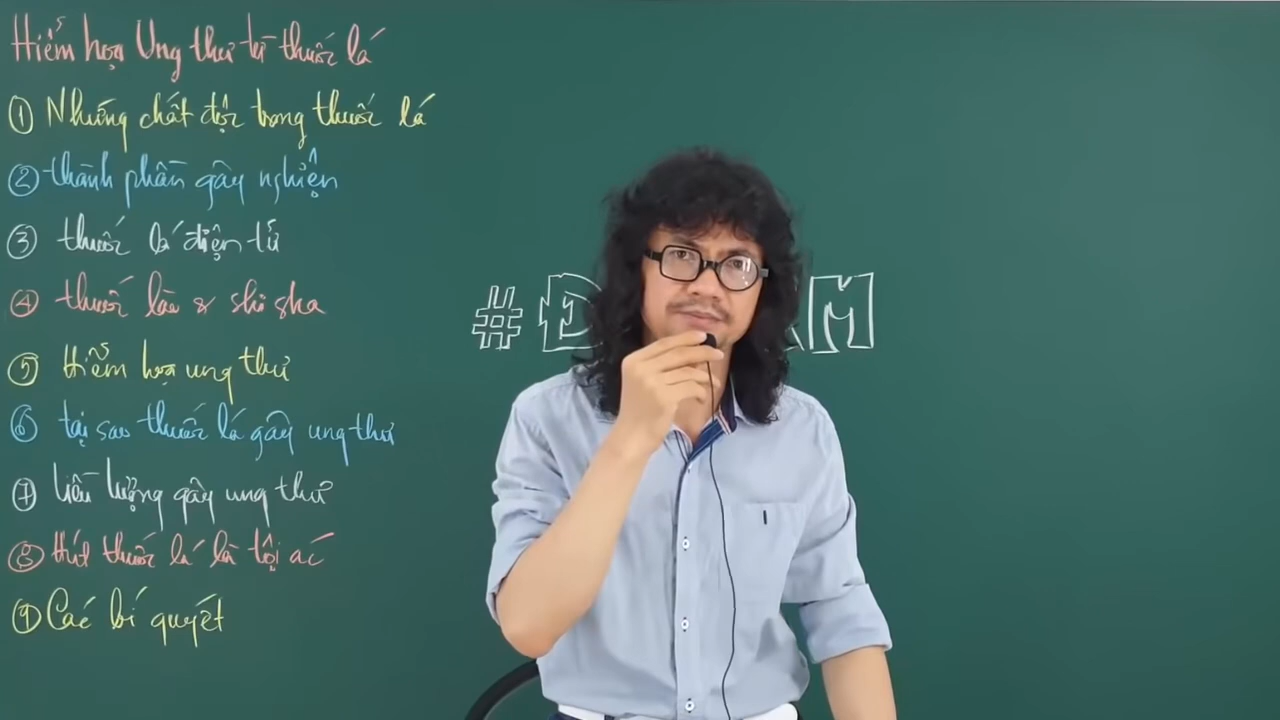 Hiểm họa Ung thư từ thuốc lá
① Những chất độc trong thuốc lá
② thành phần gây nghiện
③ thuốc lá điện tử
④ thuốc lào & shisha
⑤ Hiểm họa ung thư
⑥ tại sao thuốc lá gây ung thư
⑦ Liều lượng gây ung thư
⑧ Hút thuốc lá là tội ác
⑨ Các bí quyết
# D M